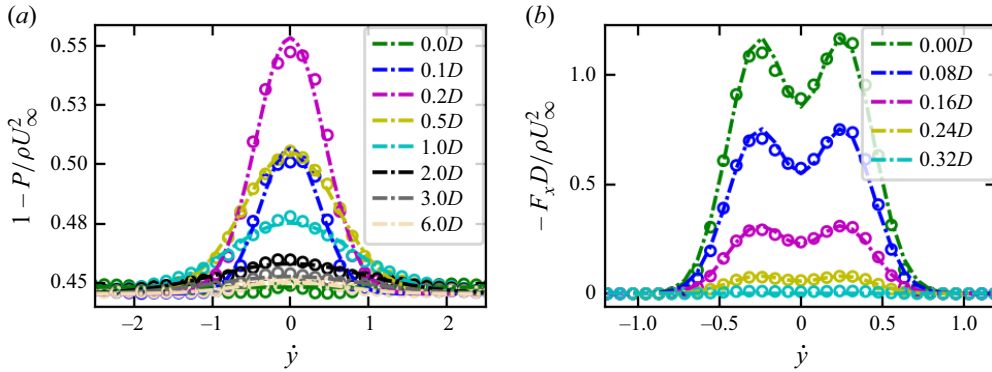 (a)
1 − P/ρU²∞
0.55
0.53
0.50
0.48
0.45
−2
−1
0
1
2
ẏ
0.0D
0.1D
0.2D
0.5D
1.0D
2.0D
3.0D
6.0D
(b)
− FₓD/ρU²∞
1.0
0.5
0
−1.0
−0.5
0
0.5
1.0
ẏ
0.00D
0.08D
0.16D
0.24D
0.32D